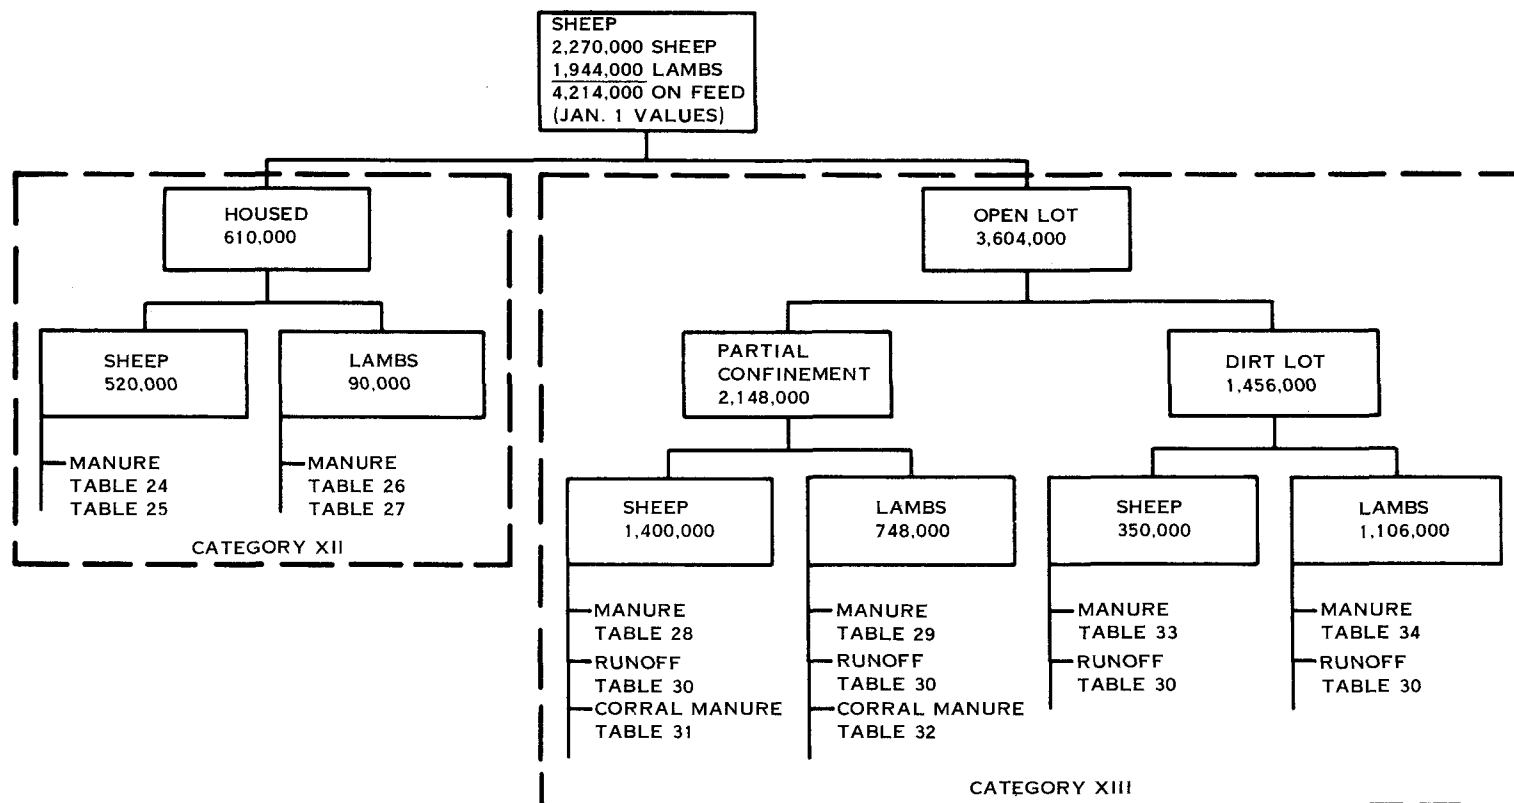 SHEEP
2,270,000 SHEEP
1,944,000 LAMBS
4,214,000 ON FEED
(JAN. 1 VALUES)
HOUSED
610,000
SHEEP
520,000
MANURE
TABLE 24
TABLE 25
LAMBS
90,000
MANURE
TABLE 26
TABLE 27
CATEGORY XII
OPEN LOT
3,604,000
PARTIAL
CONFINEMENT
2,148,000
SHEEP
1,400,000
MANURE
TABLE 28
RUNOFF
TABLE 30
CORRAL MANURE
TABLE 31
LAMBS
748,000
MANURE
TABLE 29
RUNOFF
TABLE 30
CORRAL MANURE
TABLE 32
DIRT LOT
1,456,000
SHEEP
350,000
MANURE
TABLE 33
RUNOFF
TABLE 30
LAMBS
1,106,000
MANURE
TABLE 34
RUNOFF
TABLE 30
CATEGORY XIII